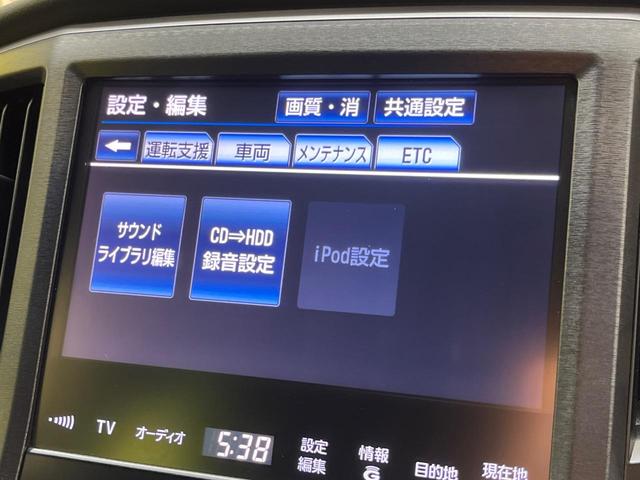 設定・編集 画質・消 共通設定
運転支援 車両 メンテナンス ETC
サウンド
ライブラリ編集
CD⇒HDD
録音設定
iPod設定
TV オーディオ 5:38
設定
編集
情報
G
目的地
現在地